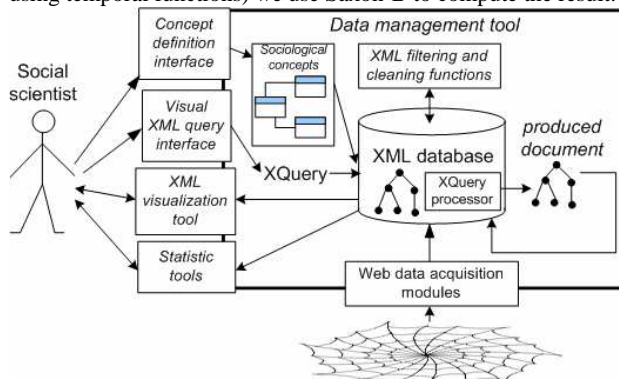 using temporal functions) we use Saxon-B to compute the result.
Concept
definition
interface
Data management tool
Social
scientist
Sociological
concepts
XML filtering and
cleaning functions
Visual
XML query
interface
XQuery
XML database
produced
document
XQuery
processor
XML
visualization
tool
Statistic
tools
Web data acquisition
modules